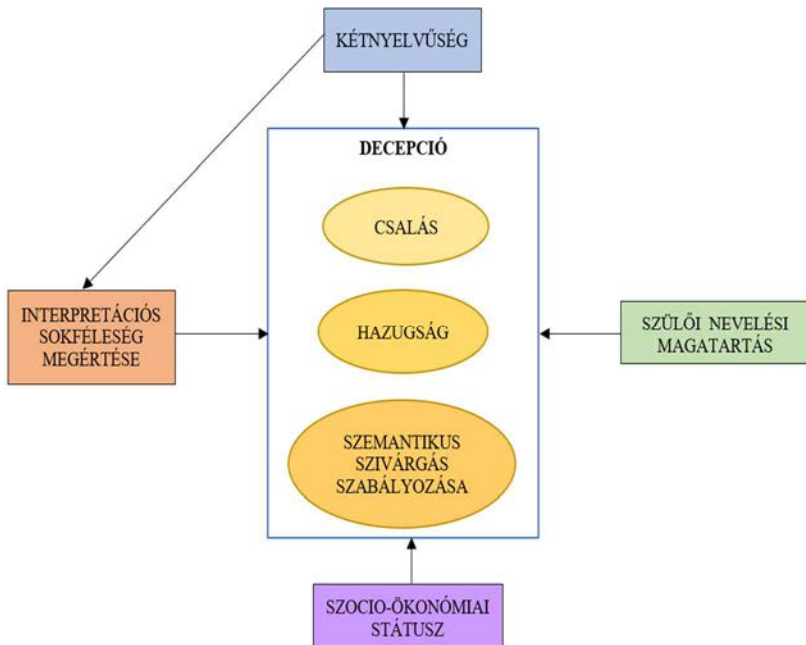 KÉTNYELVŰSÉG
DECEPCIÓ
CSALÁS
INTERPRETÁCIÓS
SOKFÉLESÉG
MEGÉRTÉSE
HAZUGSÁG
SZÜLŐI NEVELÉSI
MAGATARTÁS
SZEMANTIKUS
SZIVÁRGÁS
SZABÁLYOZÁSA
SZOCIO-ÖKONÓMIAI
STÁTUSZ